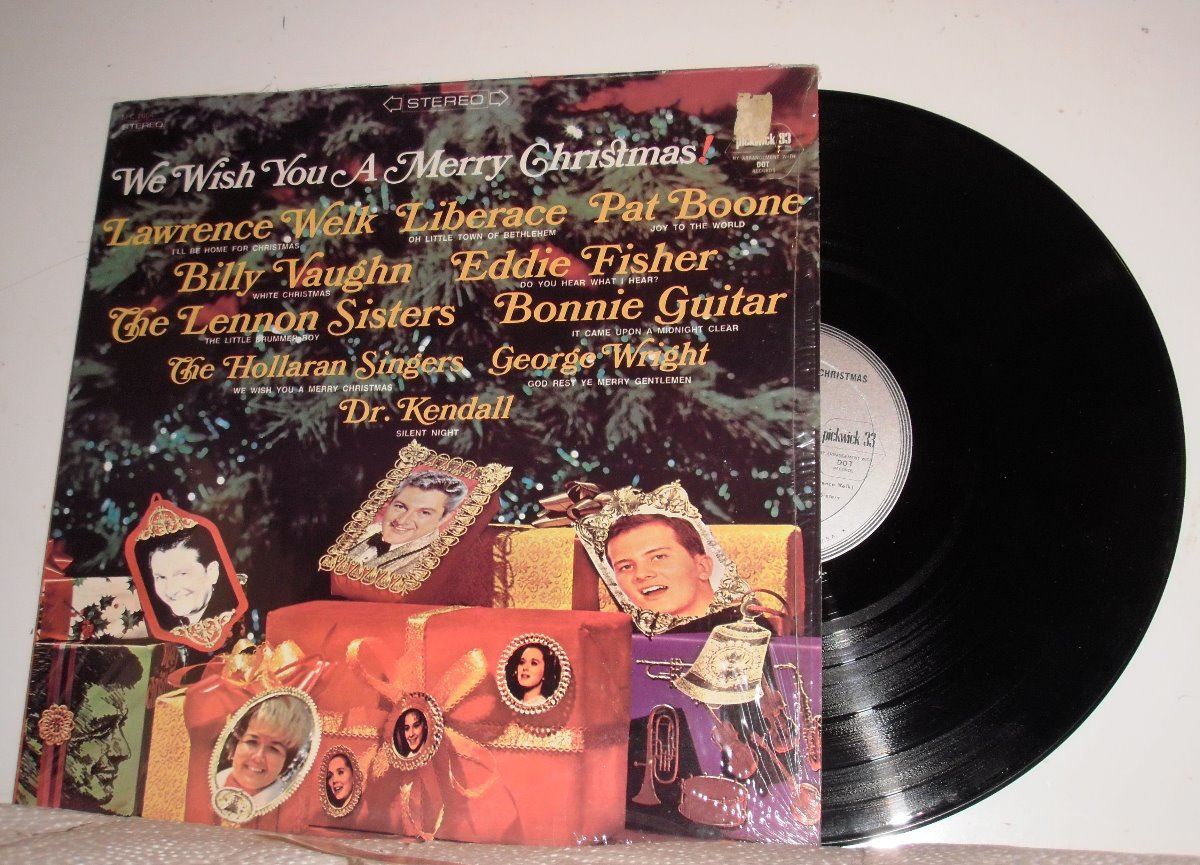 STEREO
STEREO
pickwick 33
BY ARRANGEMENT WITH
DOT
RECORDS
We Wish You A Merry Christmas!
Lawrence Welk Liberace Pat Boone
I'LL BE HOME FOR CHRISTMAS OH LITTLE TOWN OF BETHLEHEM JOY TO THE WORLD
Billy Vaughn Eddie Fisher
WHITE CHRISTMAS DO YOU HEAR WHAT I HEAR?
The Lennon Sisters Bonnie Guitar
THE LITTLE DRUMMER BOY IT CAME UPON A MIDNIGHT CLEAR
The Hollaran Singers George Wright
WE WISH YOU A MERRY CHRISTMAS GOD REST YE MERRY GENTLEMEN
Dr. Kendall
SILENT NIGHT
CHRISTMAS
pickwick 33
DOT
RECORDS